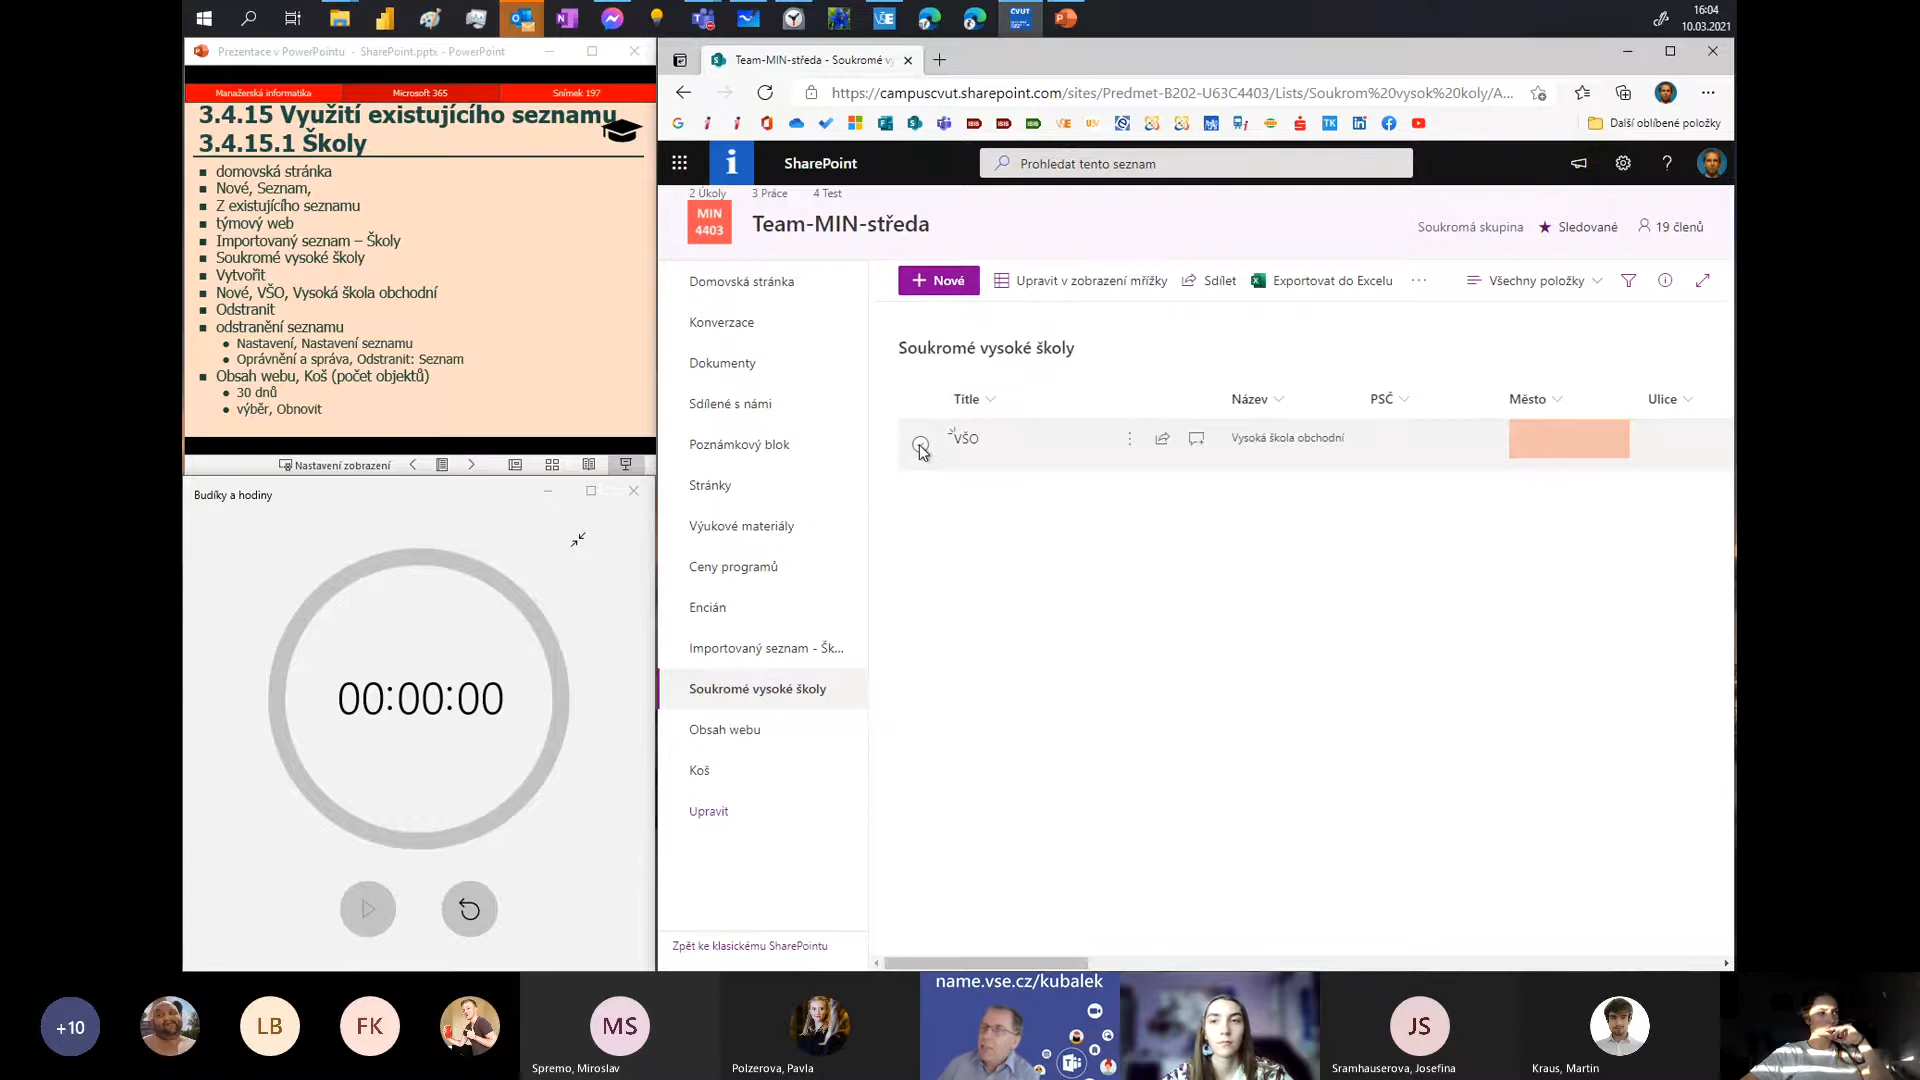 16:04
10.03.2021
Prezentace v PowerPointu - SharePoint.pptx - PowerPoint
Manažerská informatika
Microsoft 365
Snímek 197
3.4.15 Využití existujícího seznamu
3.4.15.1 Školy
domovská stránka
Nové, Seznam,
Z existujícího seznamu
týmový web
Importovaný seznam – Školy
Soukromé vysoké školy
Vytvořit
Nové, VŠO, Vysoká škola obchodní
Odstranit
odstranění seznamu
Nastavení, Nastavení seznamu
Oprávnění a správa, Odstranit: Seznam
Obsah webu, Koš (počet objektů)
30 dnů
výběr, Obnovit
Nastavení zobrazení
Budíky a hodiny
00:00:00
Team-MIN-středa - Soukromé v
https://campuscvut.sharepoint.com/sites/Predmet-B202-U63C4403/Lists/Soukrom%20vysok%20koly/A...
Další oblíbené položky
SharePoint
Prohledat tento seznam
2 Úkoly
3 Práce
4 Test
MIN
4403
Team-MIN-středa
Soukromá skupina
Sledované
19 členů
Domovská stránka
Konverzace
Dokumenty
Sdílené s námi
Poznámkový blok
Stránky
Výukové materiály
Ceny programů
Encián
Importovaný seznam - Šk...
Soukromé vysoké školy
Obsah webu
Koš
Upravit
Zpět ke klasickému SharePointu
Nové
Upravit v zobrazení mřížky
Sdílet
Exportovat do Excelu
Všechny položky
Soukromé vysoké školy
Title
Název
PSČ
Město
Ulice
VŠO
Vysoká škola obchodní
+10
LB
FK
MS
Spremo, Miroslav
Polzerova, Pavla
name.vse.cz/kubalek
JS
Sramhauserova, Josefina
Kraus, Martin